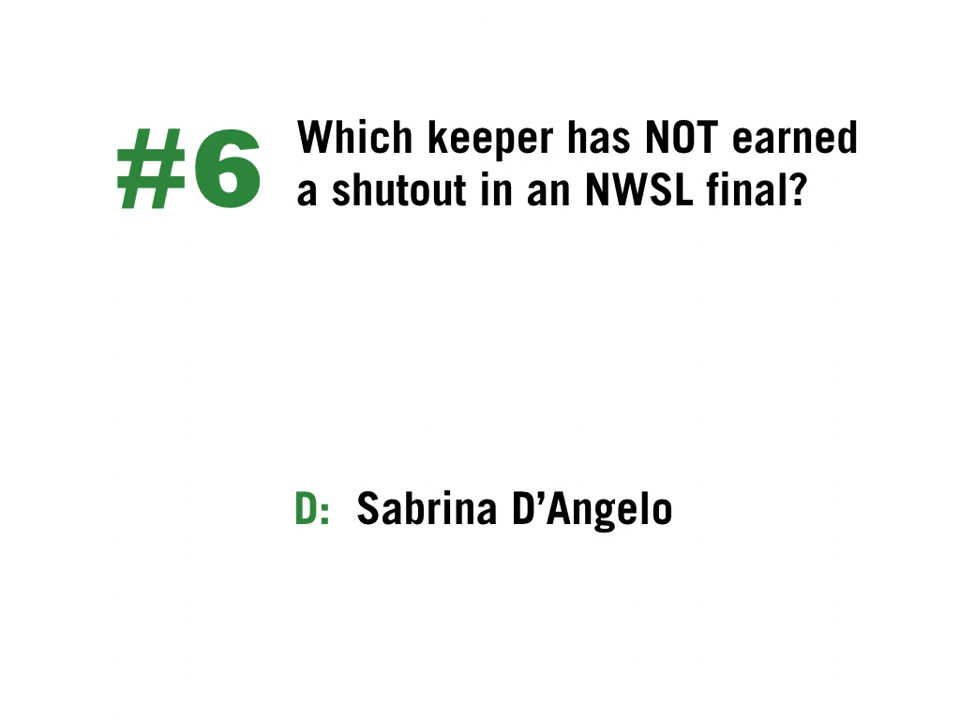 #6
Which keeper has NOT earned
a shutout in an NWSL final?
D: Sabrina D’Angelo